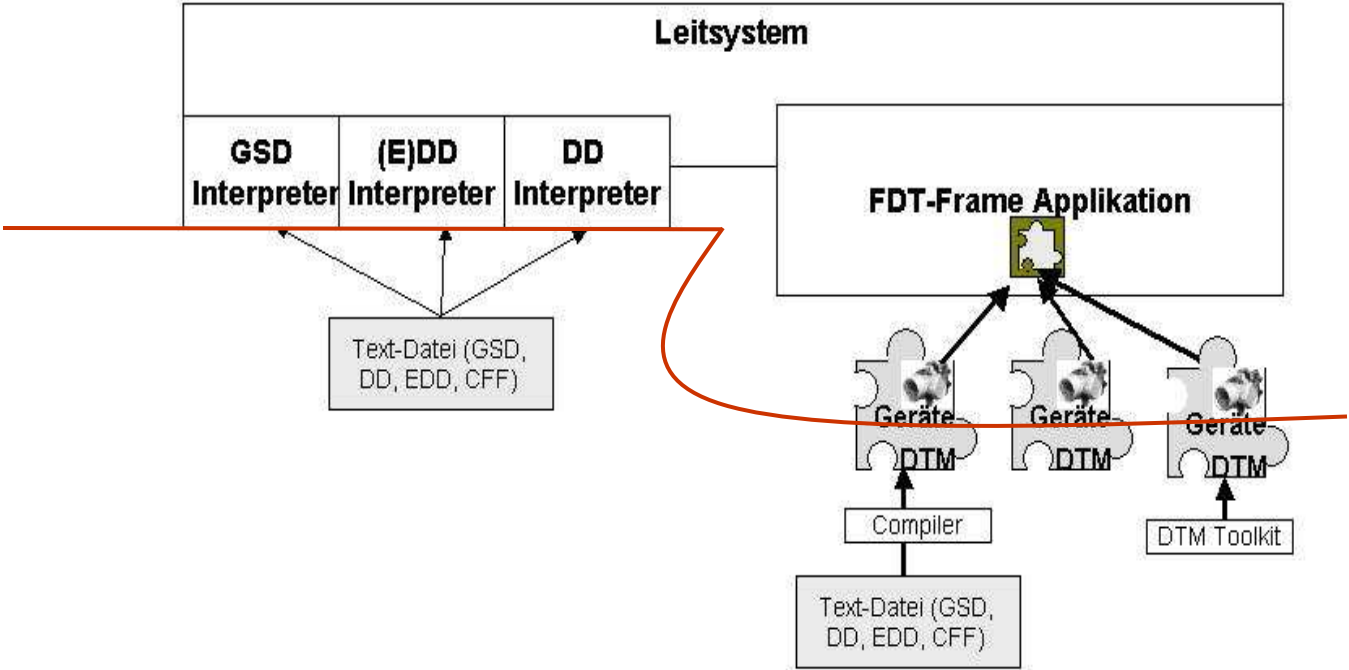 Leitsystem
GSD
Interpreter
(E)DD
Interpreter
DD
Interpreter
FDT-Frame Applikation
Text-Datei (GSD,
DD, EDD, CFF)
Geräte
DTM
Geräte
DTM
Geräte
DTM
Compiler
DTM Toolkit
Text-Datei (GSD,
DD, EDD, CFF)